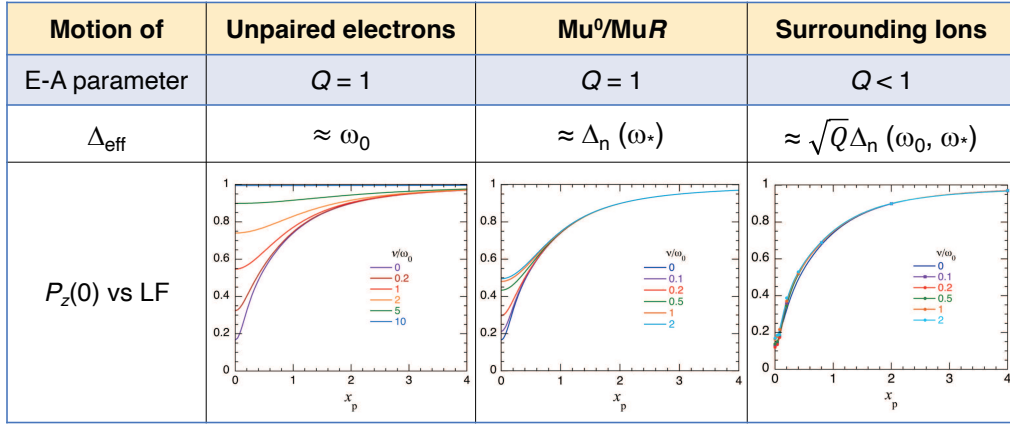 Motion of
Unpaired electrons
Mu⁰/MuR
Surrounding Ions
E-A parameter
Q = 1
Q = 1
Q < 1
Δeff
≈ ω₀
≈ Δn (ω*)
≈ √Q Δn (ω₀, ω*)
Pz(0) vs LF
1
0.8
0.6
0.4
0.2
0
0
1
2
3
4
xp
ν/ω₀
0
0.2
1
2
5
10
1
0.8
0.6
0.4
0.2
0
0
1
2
3
4
xp
ν/ω₀
0
0.1
0.2
0.5
1
2
1
0.8
0.6
0.4
0.2
0
0
1
2
3
4
xp
ν/ω₀
0
0.1
0.2
0.5
1
2